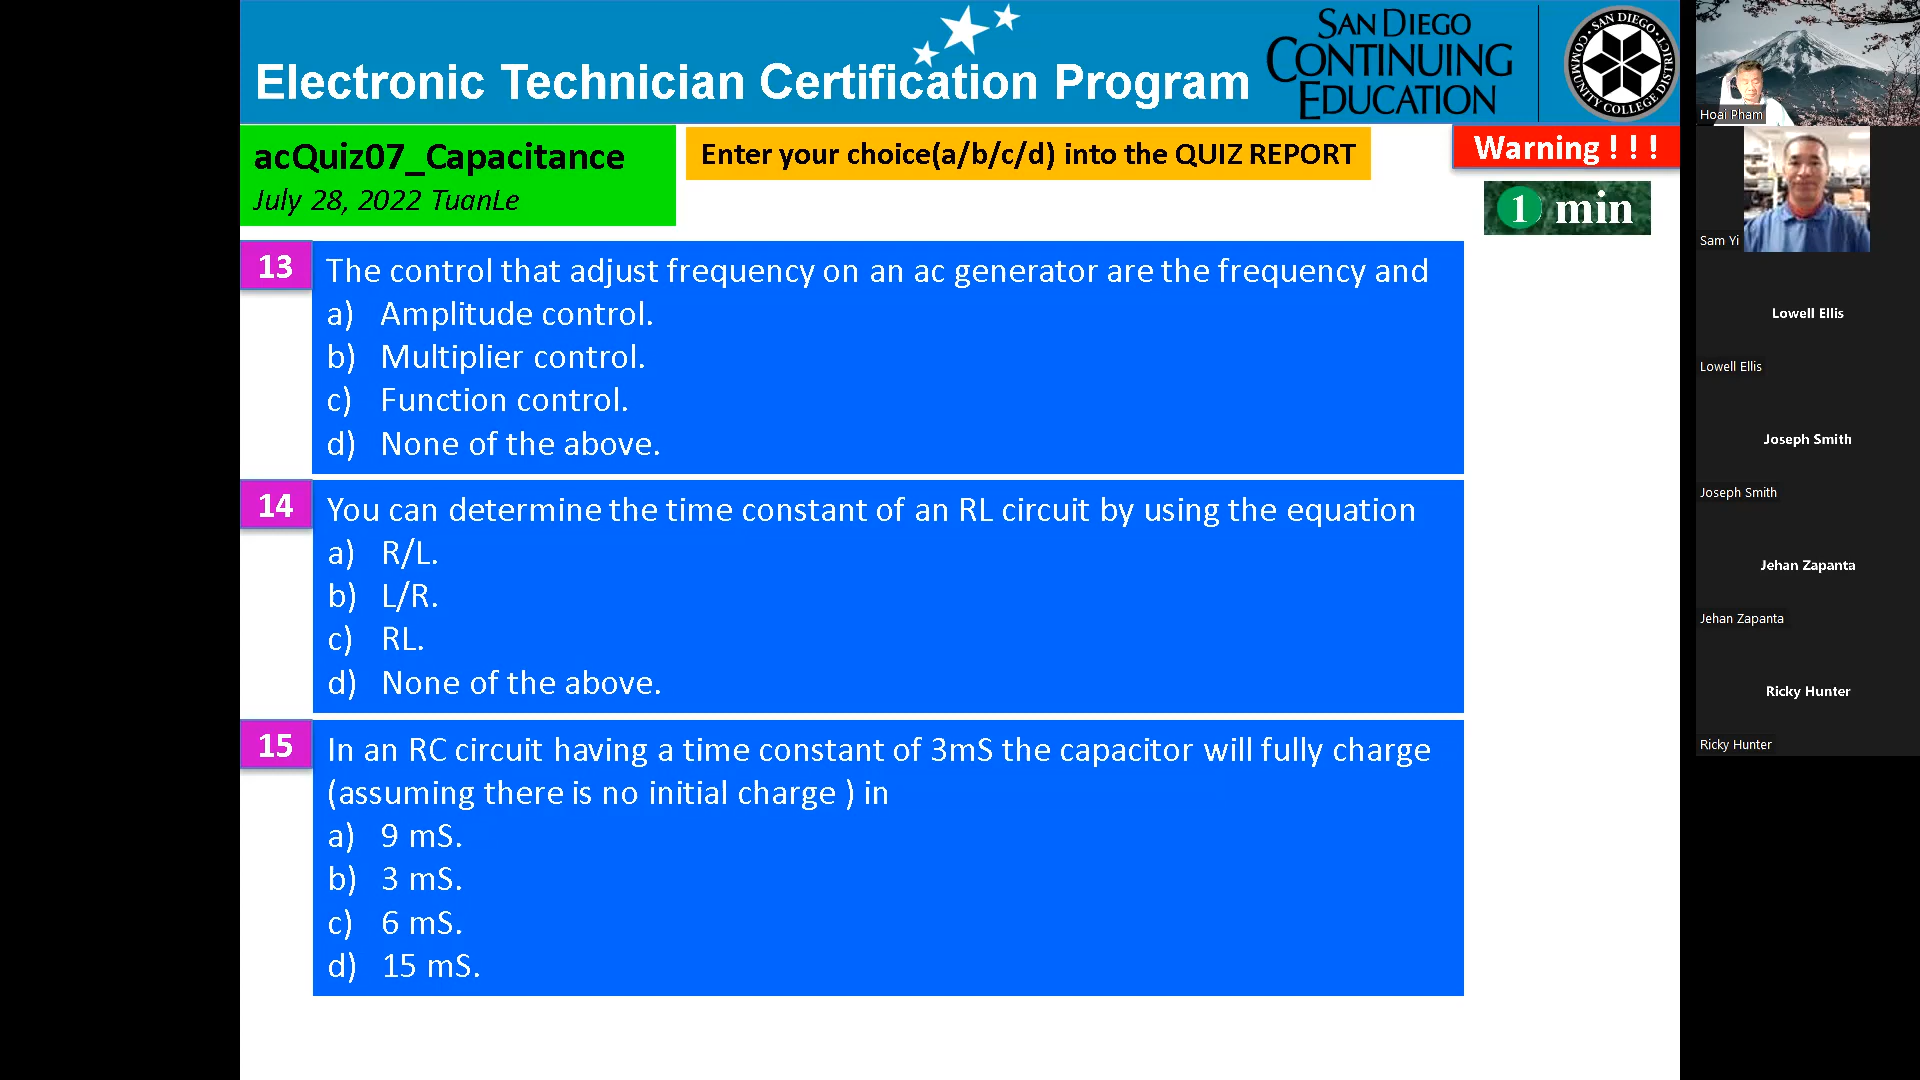 Electronic Technician Certification Program
SAN DIEGO
CONTINUING
EDUCATION
SAN DIEGO
COMMUNITY COLLEGE DISTRICT
acQuiz07_Capacitance
July 28, 2022 TuanLe
Enter your choice(a/b/c/d) into the QUIZ REPORT
Warning ! ! !
1 min
13
The control that adjust frequency on an ac generator are the frequency and
a) Amplitude control.
b) Multiplier control.
c) Function control.
d) None of the above.
14
You can determine the time constant of an RL circuit by using the equation
a) R/L.
b) L/R.
c) RL.
d) None of the above.
15
In an RC circuit having a time constant of 3mS the capacitor will fully charge
(assuming there is no initial charge ) in
a) 9 mS.
b) 3 mS.
c) 6 mS.
d) 15 mS.
Hoai Pham
Sam Yi
Lowell Ellis
Lowell Ellis
Joseph Smith
Joseph Smith
Jehan Zapanta
Jehan Zapanta
Ricky Hunter
Ricky Hunter